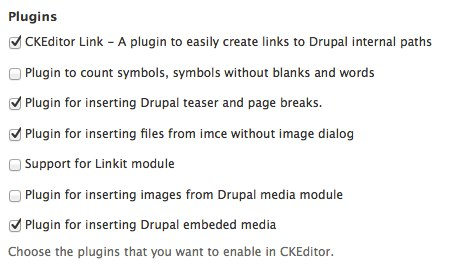 Plugins
CKEditor Link – A plugin to easily create links to Drupal internal paths
Plugin to count symbols, symbols without blanks and words
Plugin for inserting Drupal teaser and page breaks.
Plugin for inserting files from imce without image dialog
Support for Linkit module
Plugin for inserting images from Drupal media module
Plugin for inserting Drupal embeded media
Choose the plugins that you want to enable in CKEditor.